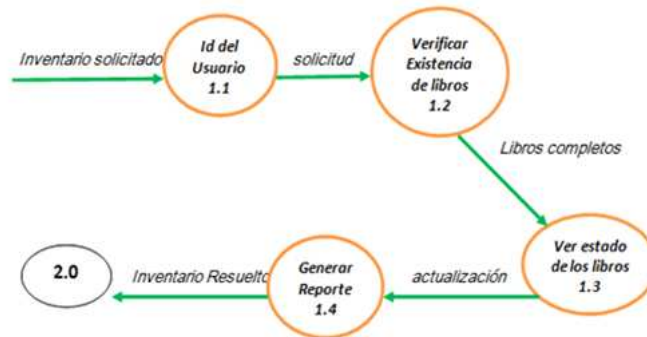 Inventario solicitado
Id del
Usuario
1.1
solicitud
Verificar
Existencia
de libros
1.2
Libros completos
Ver estado
de los libros
1.3
actualización
Generar
Reporte
1.4
Inventario Resuelto
2.0